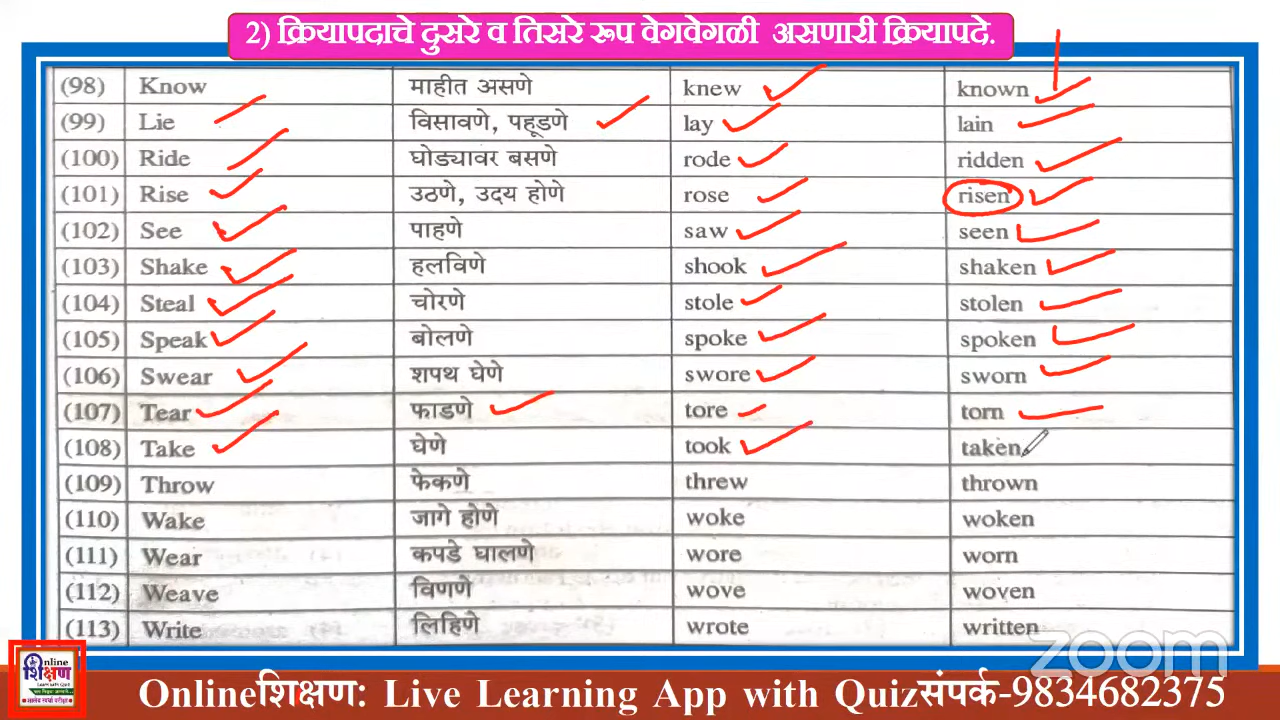 2) क्रियापदाचे दुसरे व तिसरे रूप वेगवेगळी असणारी क्रियापदे.
(98) Know माहीत असणे knew known
(99) Lie विसावणे, पहूडणे lay lain
(100) Ride घोड्यावर बसणे rode ridden
(101) Rise उठणे, उदय होणे rose risen
(102) See पाहणे saw seen
(103) Shake हलविणे shook shaken
(104) Steal चोरणे stole stolen
(105) Speak बोलणे spoke spoken
(106) Swear शपथ घेणे swore sworn
(107) Tear फाडणे tore torn
(108) Take घेणे took taken
(109) Throw फेकणे threw thrown
(110) Wake जागे होणे woke woken
(111) Wear कपडे घालणे wore worn
(112) Weave विणणे wove woven
(113) Write लिहिणे wrote written
zoom
Online
शिक्षण
Onlineशिक्षण: Live Learning App with Quizसंपर्क-9834682375